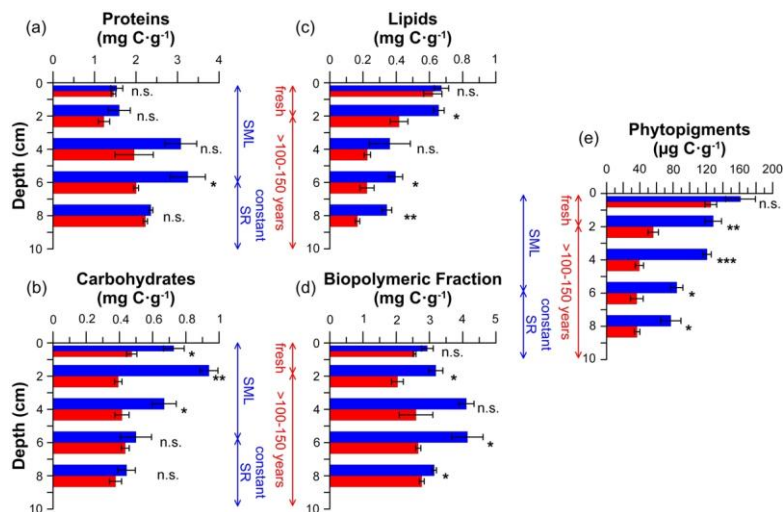 (a)
Proteins
(mg C·g⁻¹)
0 1 2 3 4
Depth (cm)
0
2
4
6
8
10
n.s.
n.s.
n.s.
*
n.s.
SML
constant
SR
fresh
>100-150 years
(c)
Lipids
(mg C·g⁻¹)
0 0.2 0.4 0.6 0.8 1
n.s.
*
n.s.
*
**
(b)
Carbohydrates
(mg C·g⁻¹)
0 0.2 0.4 0.6 0.8 1
Depth (cm)
0
2
4
6
8
10
*
**
*
n.s.
n.s.
SML
constant
SR
fresh
>100-150 years
(d)
Biopolymeric Fraction
(mg C·g⁻¹)
0 1 2 3 4 5
n.s.
*
n.s.
*
*
(e)
Phytopigments
(µg C·g⁻¹)
0 40 80 120 160 200
SML
constant
SR
fresh
>100-150 years
Depth (cm)
0
2
4
6
8
10
n.s.
**
***
*
*